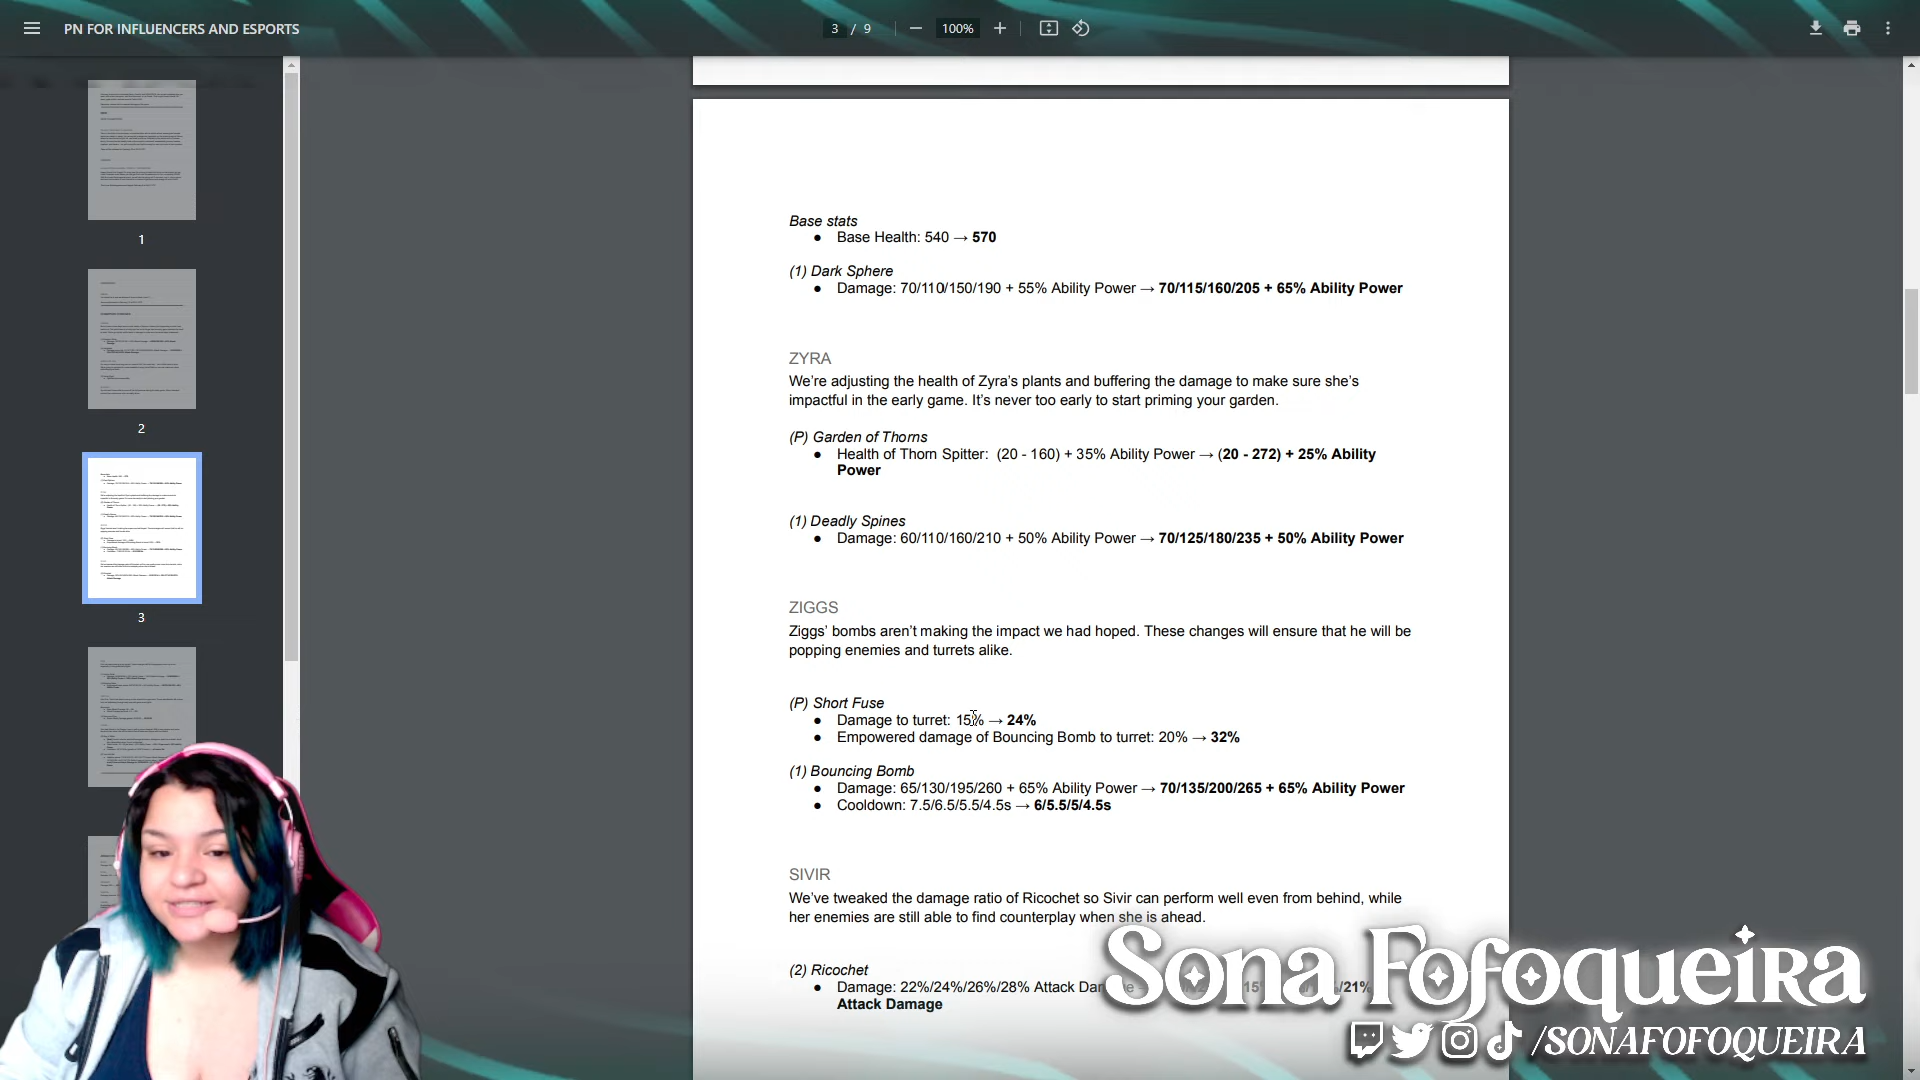 PN FOR INFLUENCERS AND ESPORTS
3 / 9
100%
1
2
3
Base stats
● Base Health: 540 → 570
(1) Dark Sphere
● Damage: 70/110/150/190 + 55% Ability Power → 70/115/160/205 + 65% Ability Power
ZYRA
We're adjusting the health of Zyra's plants and buffering the damage to make sure she's
impactful in the early game. It's never too early to start priming your garden.
(P) Garden of Thorns
● Health of Thorn Spitter: (20 - 160) + 35% Ability Power → (20 - 272) + 25% Ability
Power
(1) Deadly Spines
● Damage: 60/110/160/210 + 50% Ability Power → 70/125/180/235 + 50% Ability Power
ZIGGS
Ziggs' bombs aren't making the impact we had hoped. These changes will ensure that he will be
popping enemies and turrets alike.
(P) Short Fuse
● Damage to turret: 15% → 24%
● Empowered damage of Bouncing Bomb to turret: 20% → 32%
(1) Bouncing Bomb
● Damage: 65/130/195/260 + 65% Ability Power → 70/135/200/265 + 65% Ability Power
● Cooldown: 7.5/6.5/5.5/4.5s → 6/5.5/5/4.5s
SIVIR
We've tweaked the damage ratio of Ricochet so Sivir can perform well even from behind, while
her enemies are still able to find counterplay when she is ahead.
(2) Ricochet
● Damage: 22%/24%/26%/28% Attack
Attack Damage
Sona Fofoqueira
/SONAFOFOQUEIRA